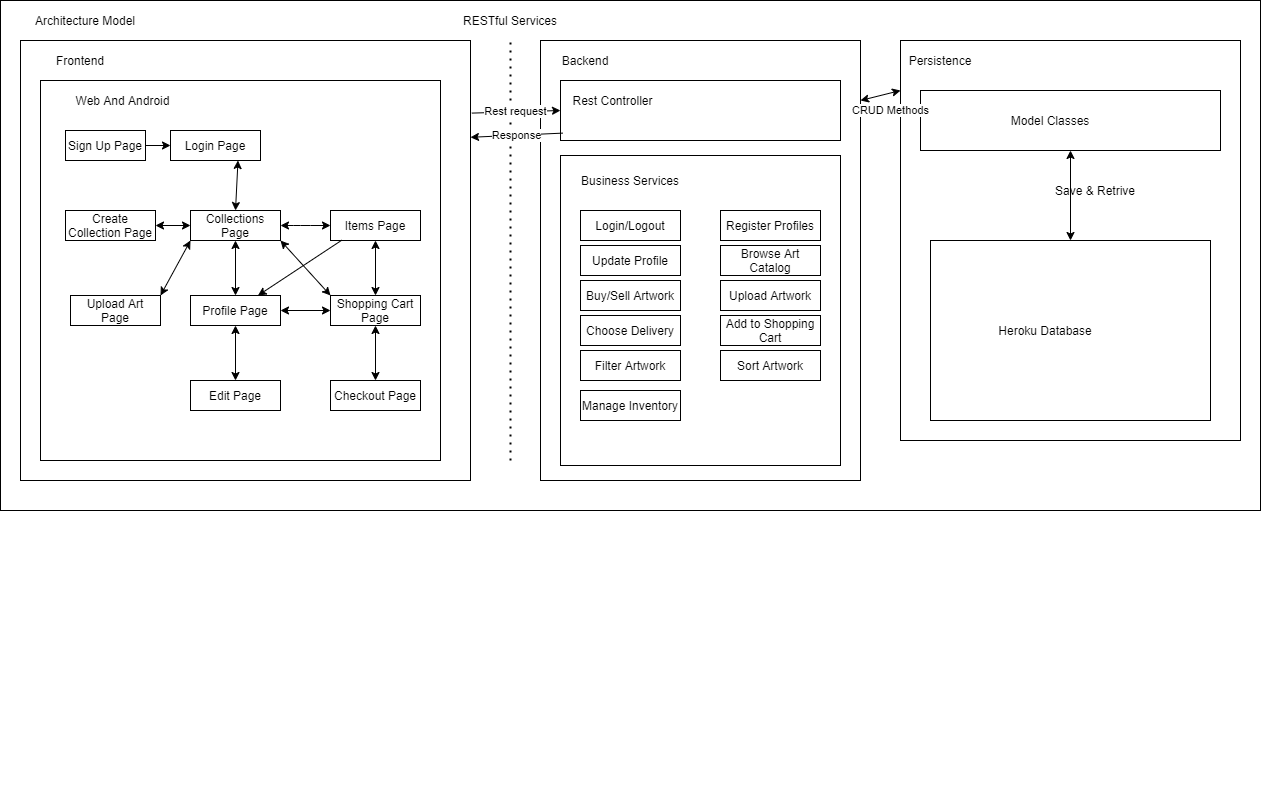 Architecture Model
RESTful Services
Frontend
Web And Android
Sign Up Page
Login Page
Create
Collection Page
Collections
Page
Items Page
Upload Art
Page
Profile Page
Shopping Cart
Page
Edit Page
Checkout Page
Rest request
Response
Backend
Rest Controller
Business Services
Login/Logout
Register Profiles
Update Profile
Browse Art
Catalog
Buy/Sell Artwork
Upload Artwork
Choose Delivery
Add to Shopping
Cart
Filter Artwork
Sort Artwork
Manage Inventory
CRUD Methods
Persistence
Model Classes
Save & Retrive
Heroku Database